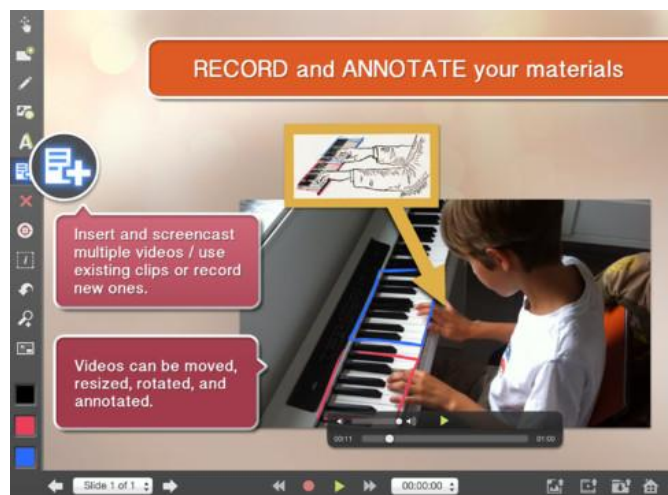 RECORD and ANNOTATE your materials
A
Insert and screencast
multiple videos / use
existing clips or record
new ones.
i
Videos can be moved,
resized, rotated, and
annotated.
00:11
01:00
Slide 1 of 1
00:00:00